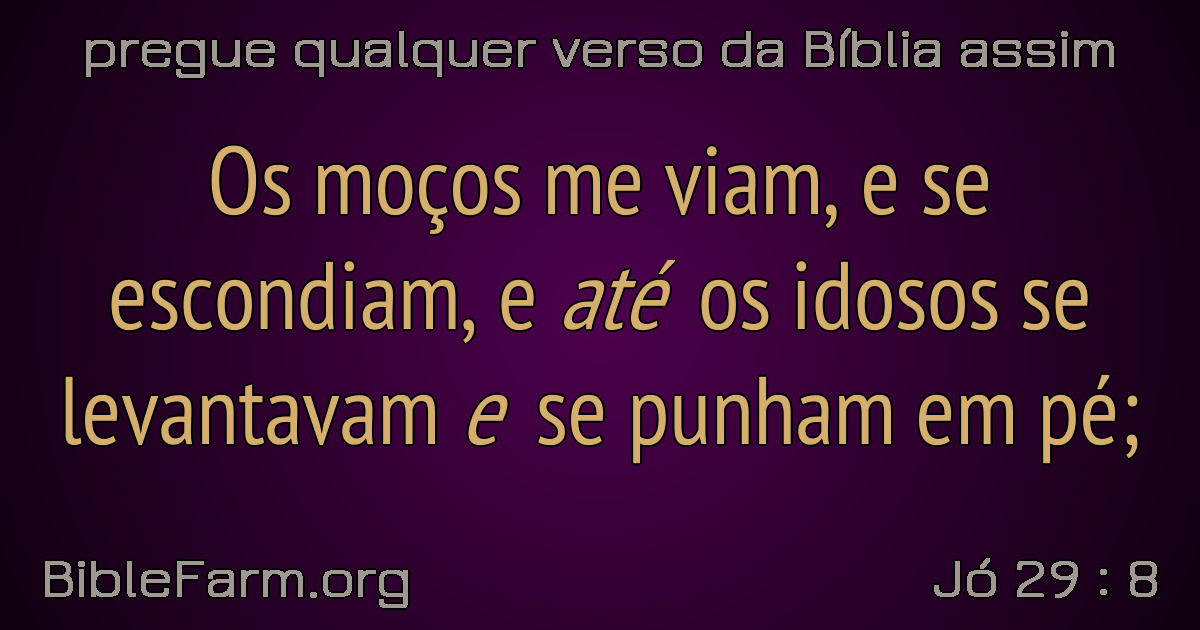 pregue qualquer verso da Bíblia assim
Os moços me viam, e se
escondiam, e até os idosos se
levantavam e se punham em pé;
BibleFarm.org
Jó 29 : 8